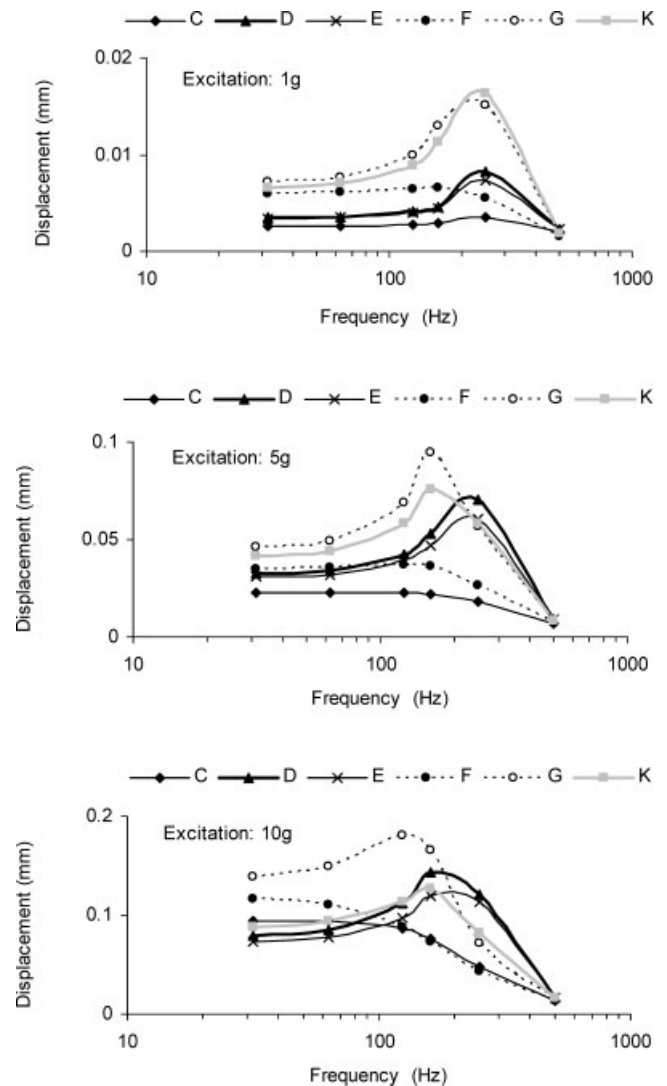 C D E F G K
Displacement (mm)
0.02
0.01
0
Excitation: 1g
10 100 1000
Frequency (Hz)
C D E F G K
Displacement (mm)
0.1
0.05
0
Excitation: 5g
10 100 1000
Frequency (Hz)
C D E F G K
Displacement (mm)
0.2
0.1
0
Excitation: 10g
10 100 1000
Frequency (Hz)